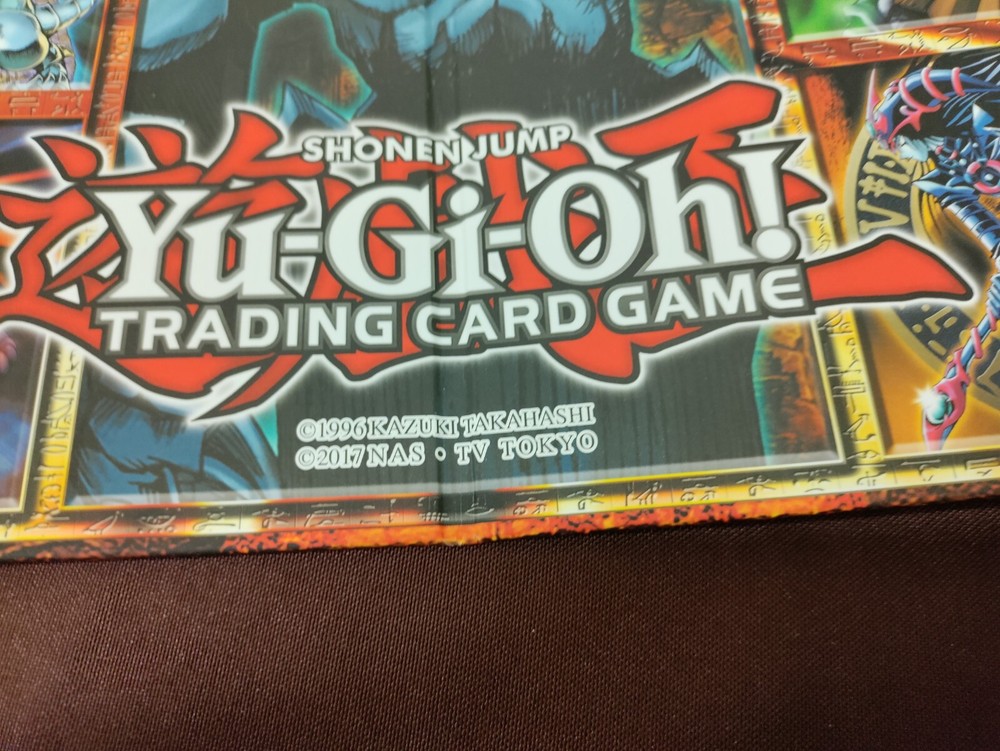 SHONEN JUMP
Yu-Gi-Oh!
TRADING CARD GAME
©1996 KAZUKI TAKAHASHI
©2017 NAS • TV TOKYO